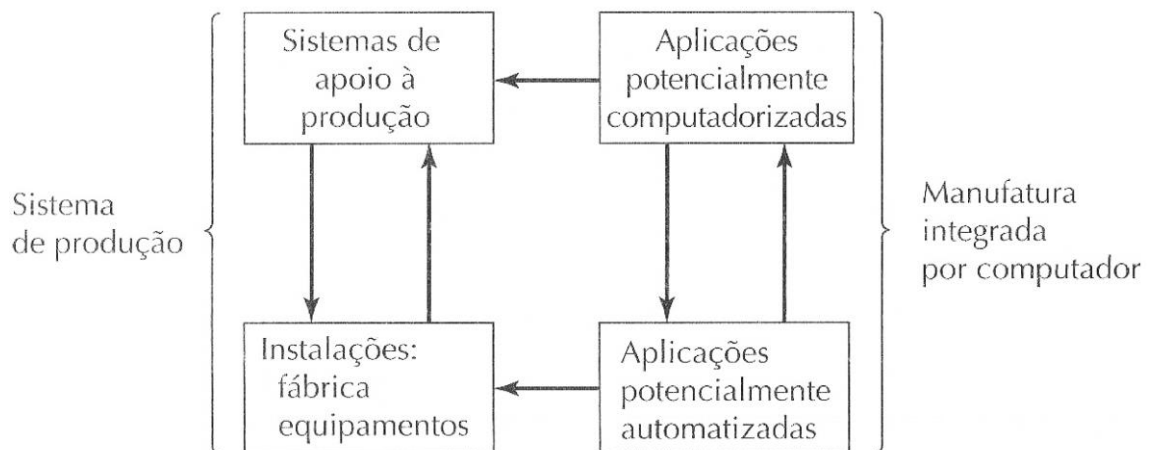 Sistemas de
apoio à
produção
Aplicações
potencialmente
computadorizadas
Sistema
de produção
Manufatura
integrada
por computador
Instalações:
fábrica
equipamentos
Aplicações
potencialmente
automatizadas